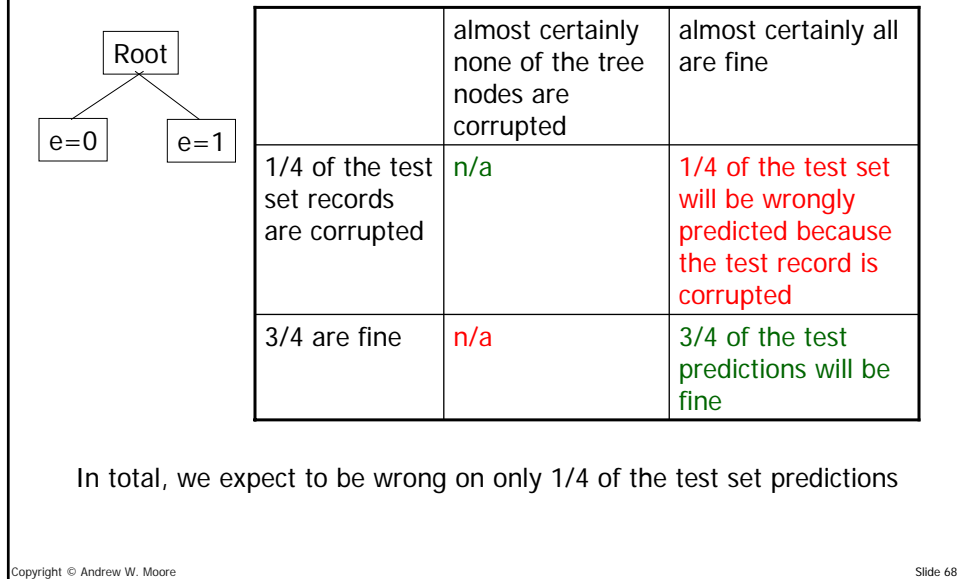 Root
e=0
e=1
almost certainly
none of the tree
nodes are
corrupted
almost certainly all
are fine
1/4 of the test
set records
are corrupted
n/a
1/4 of the test set
will be wrongly
predicted because
the test record is
corrupted
3/4 are fine
n/a
3/4 of the test
predictions will be
fine
In total, we expect to be wrong on only 1/4 of the test set predictions
Copyright © Andrew W. Moore
Slide 68